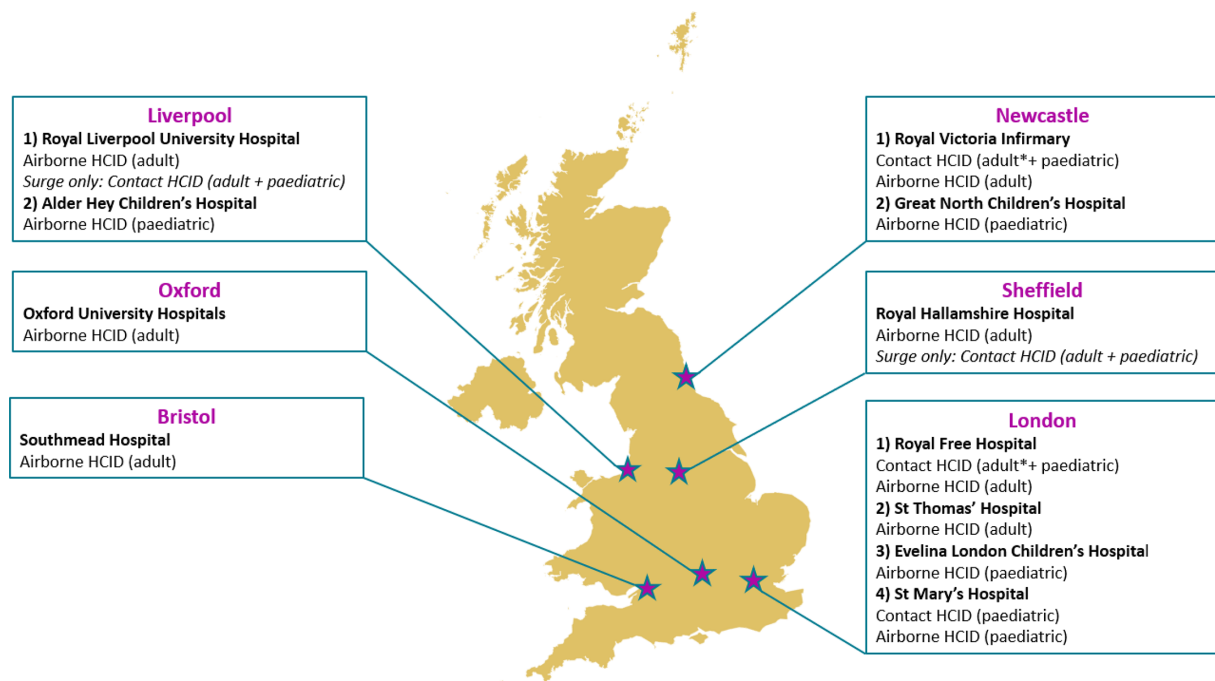 Liverpool
1) Royal Liverpool University Hospital
Airborne HCID (adult)
Surge only: Contact HCID (adult + paediatric)
2) Alder Hey Children’s Hospital
Airborne HCID (paediatric)
Oxford
Oxford University Hospitals
Airborne HCID (adult)
Bristol
Southmead Hospital
Airborne HCID (adult)
Newcastle
1) Royal Victoria Infirmary
Contact HCID (adult*+ paediatric)
Airborne HCID (adult)
2) Great North Children’s Hospital
Airborne HCID (paediatric)
Sheffield
Royal Hallamshire Hospital
Airborne HCID (adult)
Surge only: Contact HCID (adult + paediatric)
London
1) Royal Free Hospital
Contact HCID (adult*+ paediatric)
Airborne HCID (adult)
2) St Thomas’ Hospital
Airborne HCID (adult)
3) Evelina London Children’s Hospital
Airborne HCID (paediatric)
4) St Mary’s Hospital
Contact HCID (paediatric)
Airborne HCID (paediatric)